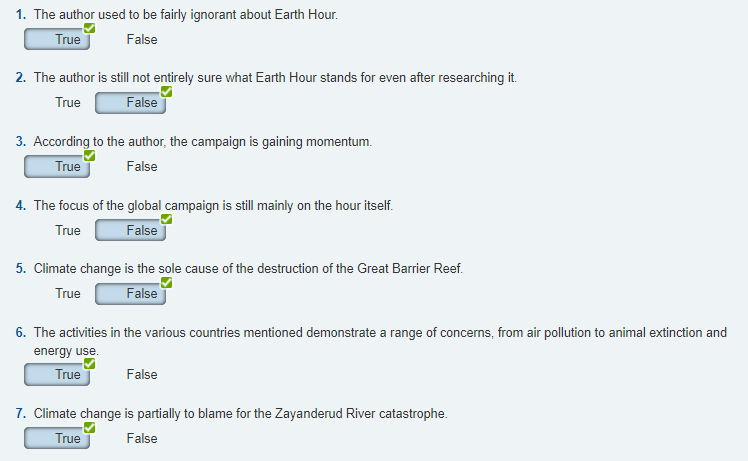 1. The author used to be fairly ignorant about Earth Hour.
True False
2. The author is still not entirely sure what Earth Hour stands for even after researching it.
True False
3. According to the author, the campaign is gaining momentum.
True False
4. The focus of the global campaign is still mainly on the hour itself.
True False
5. Climate change is the sole cause of the destruction of the Great Barrier Reef.
True False
6. The activities in the various countries mentioned demonstrate a range of concerns, from air pollution to animal extinction and
energy use.
True False
7. Climate change is partially to blame for the Zayanderud River catastrophe.
True False